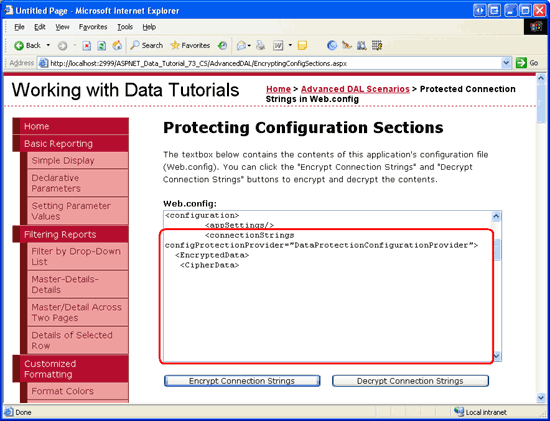 Untitled Page - Microsoft Internet Explorer
File Edit View Favorites Tools Help
Back Search Favorites
Address http://localhost:2999/ASPNET_Data_Tutorial_73_CS/AdvancedDAL/EncryptingConfigSections.aspx Go
Working with Data Tutorials
Home > Advanced DAL Scenarios > Protected Connection
Strings in Web.config
Home
Basic Reporting
Simple Display
Declarative
Parameters
Setting Parameter
Values
Filtering Reports
Filter by Drop-Down
List
Master-Details-
Details
Master/Detail Across
Two Pages
Details of Selected
Row
Customized
Formatting
Format Colors
Protecting Configuration Sections
The textbox below contains the contents of this application's configuration file
(Web.config). You can click the "Encrypt Connection Strings" and "Decrypt
Connection Strings" buttons to encrypt and decrypt the contents.
Web.config:
<configuration>
<appSettings/>
<connectionStrings
configProtectionProvider="DataProtectionConfigurationProvider">
<EncryptedData>
<CipherData>
Encrypt Connection Strings Decrypt Connection Strings
Done Local intranet